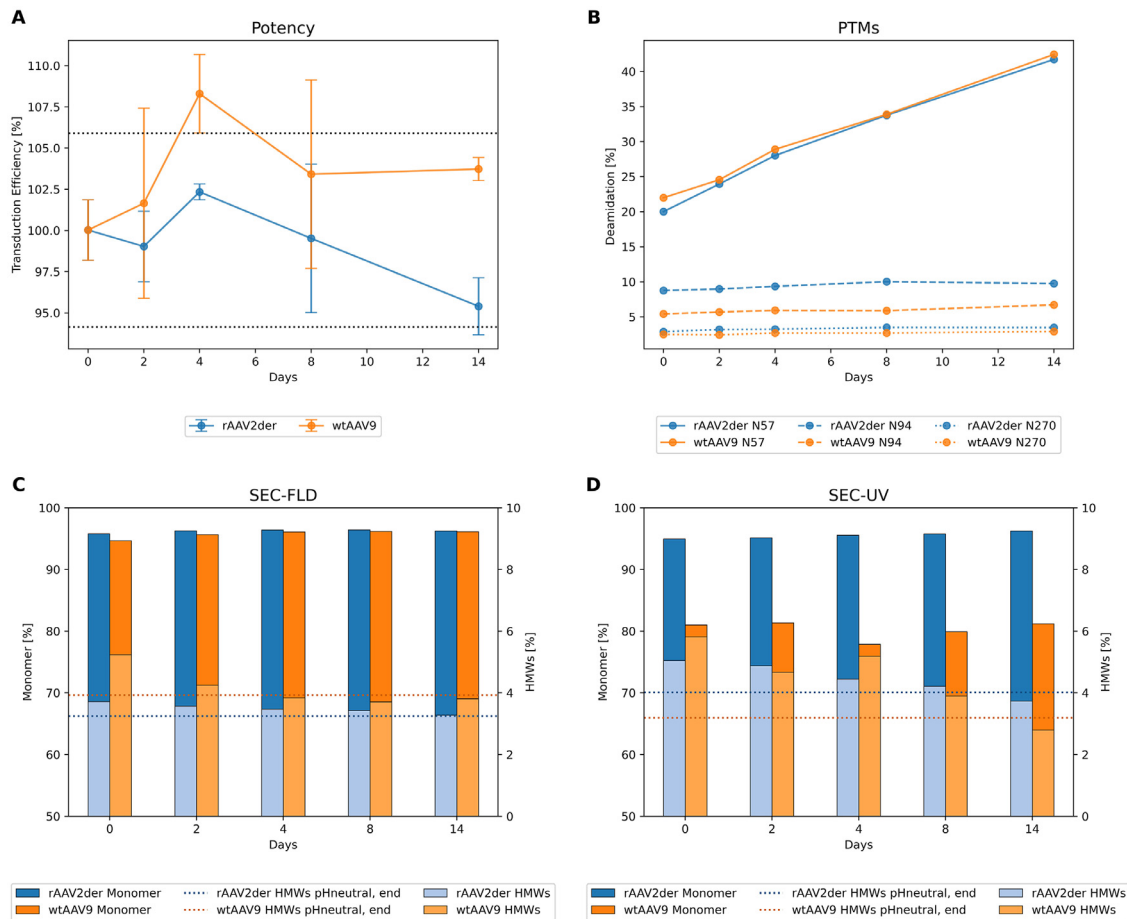 A
Potency
Transduction Efficiency [%]
110.0
107.5
105.0
102.5
100.0
97.5
95.0
0 2 4 6 8 10 12 14
Days
rAAV2der wtAAV9
B
PTMs
Deamidation [%]
40
35
30
25
20
15
10
5
0 2 4 6 8 10 12 14
Days
rAAV2der N57 rAAV2der N94 rAAV2der N270
wtAAV9 N57 wtAAV9 N94 wtAAV9 N270
C
SEC-FLD
Monomer [%]
100
90
80
70
60
50
HMWs [%]
10
8
6
4
2
0
0 2 4 8 14
Days
rAAV2der Monomer rAAV2der HMWs pHneutral, end rAAV2der HMWs
wtAAV9 Monomer wtAAV9 HMWs pHneutral, end wtAAV9 HMWs
D
SEC-UV
Monomer [%]
100
90
80
70
60
50
HMWs [%]
10
8
6
4
2
0
0 2 4 8 14
Days
rAAV2der Monomer rAAV2der HMWs pHneutral, end rAAV2der HMWs
wtAAV9 Monomer wtAAV9 HMWs pHneutral, end wtAAV9 HMWs